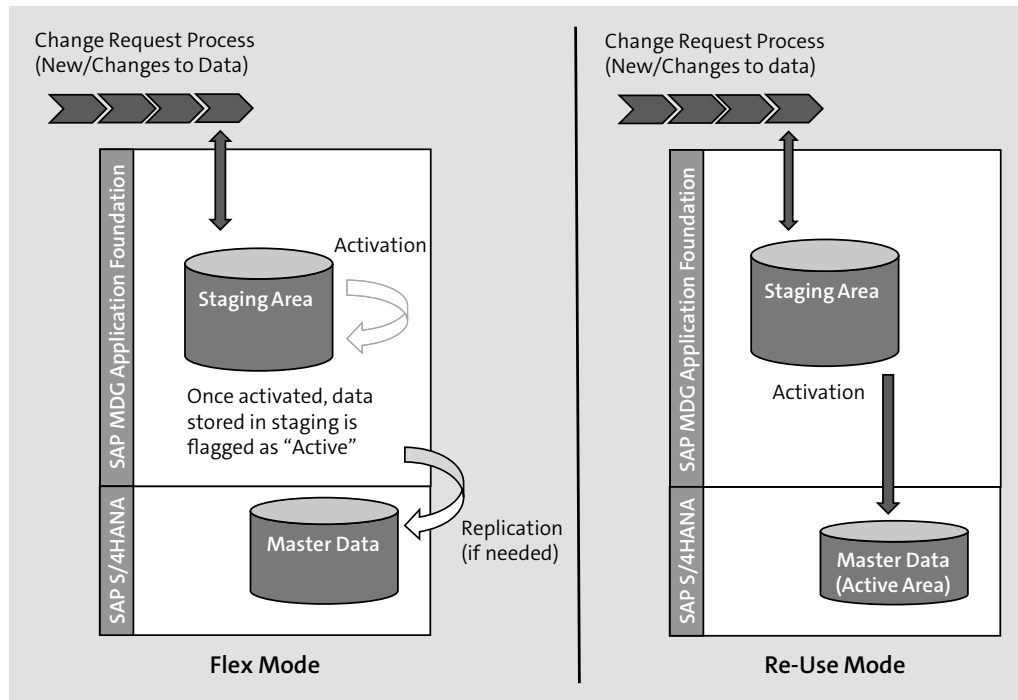 Change Request Process
(New/Changes to Data)
SAP MDG Application Foundation
Activation
Staging Area
Once activated, data
stored in staging is
flagged as “Active”
SAP S/4HANA
Master Data
Replication
(if needed)
Flex Mode
Change Request Process
(New/Changes to data)
SAP MDG Application Foundation
Staging Area
Activation
SAP S/4HANA
Master Data
(Active Area)
Re-Use Mode